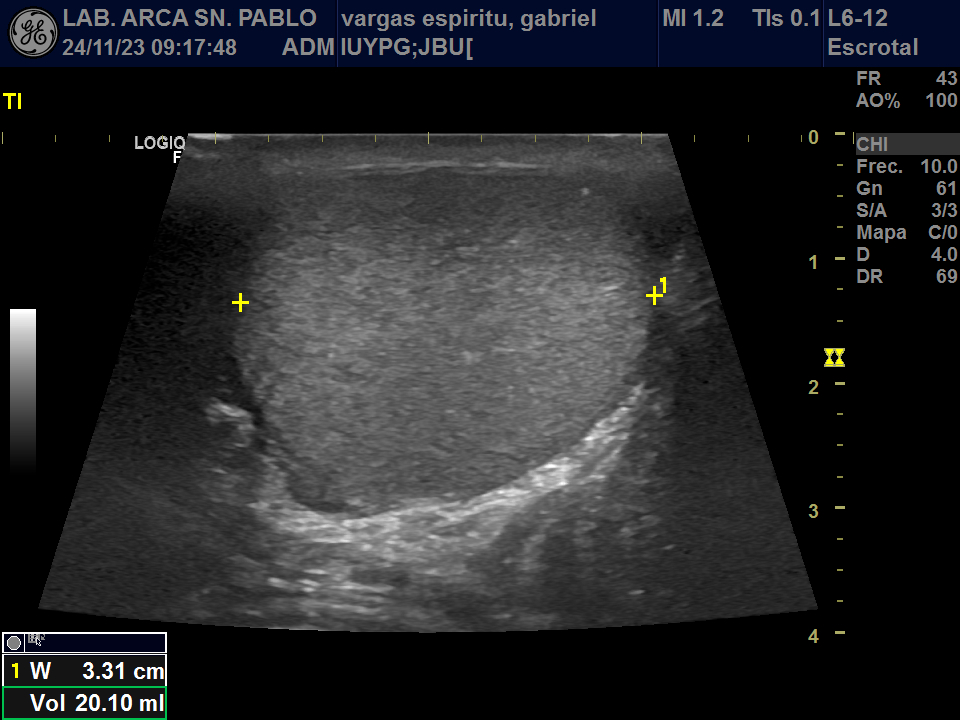 LAB. ARCA SN. PABLO
vargas espiritu, gabriel
MI 1.2
TIs 0.1
L6-12
24/11/23 09:17:48
ADM
IUYPG;JBU[
Escrotal
FR 43
AO% 100
TI
LOGIQ
F
CHI
Frec. 10.0
Gn 61
S/A 3/3
Mapa C/0
D 4.0
DR 69
0
1
2
3
4
1
1 W 3.31 cm
Vol 20.10 ml